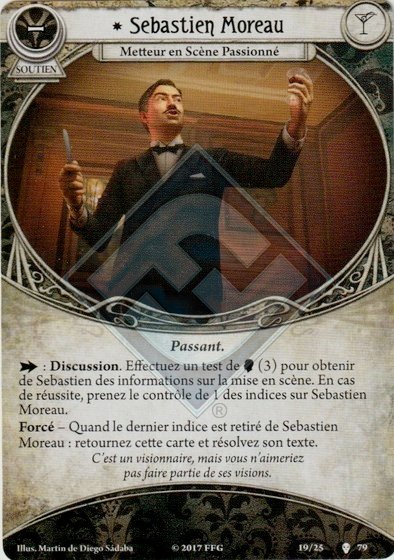 Sebastien Moreau
Metteur en Scène Passionné
SOUTIEN
Passant.
: Discussion. Effectuez un test de (3) pour obtenir
de Sebastien des informations sur la mise en scène. En cas
de réussite, prenez le contrôle de 1 des indices sur Sebastien
Moreau.
Forcé – Quand le dernier indice est retiré de Sebastien
Moreau : retournez cette carte et résolvez son texte.
C'est un visionnaire, mais vous n'aimeriez
pas faire partie de ses visions.
Illus. Martin de Diego Sádaba © 2017 FFG 19/25 79